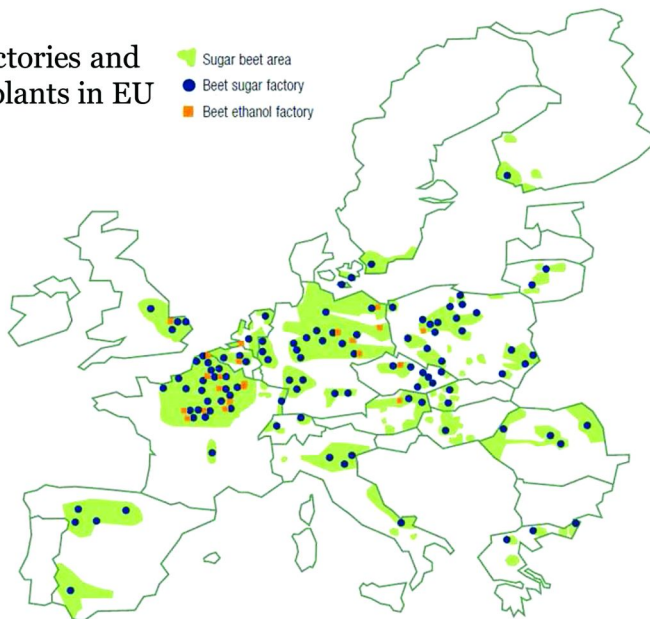 ctories and
plants in EU
Sugar beet area
Beet sugar factory
Beet ethanol factory